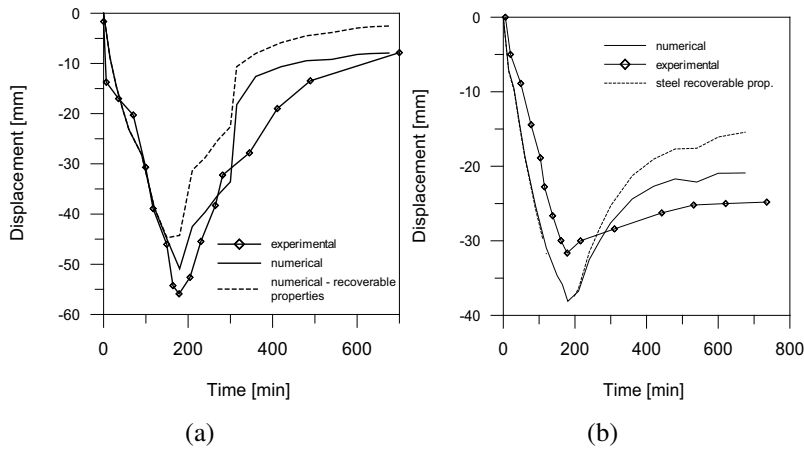 0
-10
-20
-30
-40
-50
-60
Displacement [mm]
experimental
numerical
numerical - recoverable
properties
0 200 400 600
Time [min]
(a)
0
-10
-20
-30
-40
Displacement [mm]
numerical
experimental
steel recoverable prop.
0 200 400 600 800
Time [min]
(b)